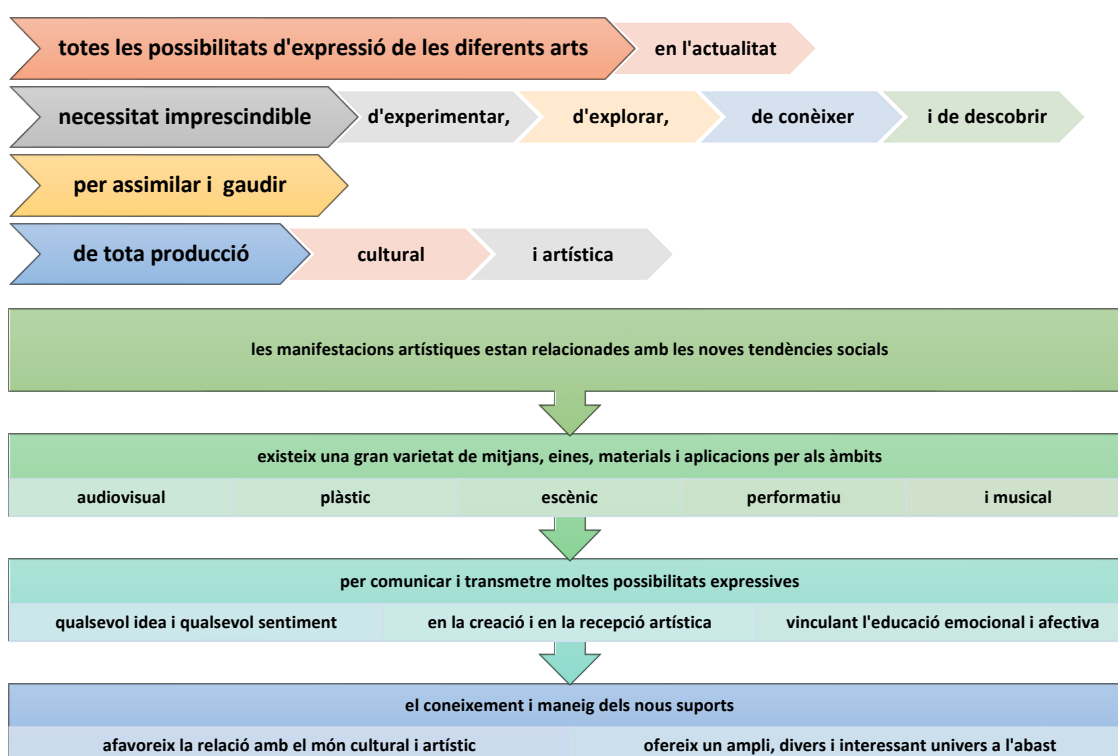 totes les possibilitats d'expressió de les diferents arts en l'actualitat
necessitat imprescindible d'experimentar, d'explorar, de conèixer i de descobrir
per assimilar i gaudir
de tota producció cultural i artística
les manifestacions artístiques estan relacionades amb les noves tendències socials
existeix una gran varietat de mitjans, eines, materials i aplicacions per als àmbits
audiovisual plàstic escènic performatiu i musical
per comunicar i transmetre moltes possibilitats expressives
qualsevol idea i qualsevol sentiment en la creació i en la recepció artística vinculant l'educació emocional i afectiva
el coneixement i maneig dels nous suports
afavoreix la relació amb el món cultural i artístic ofereix un ampli, divers i interessant univers a l'abast